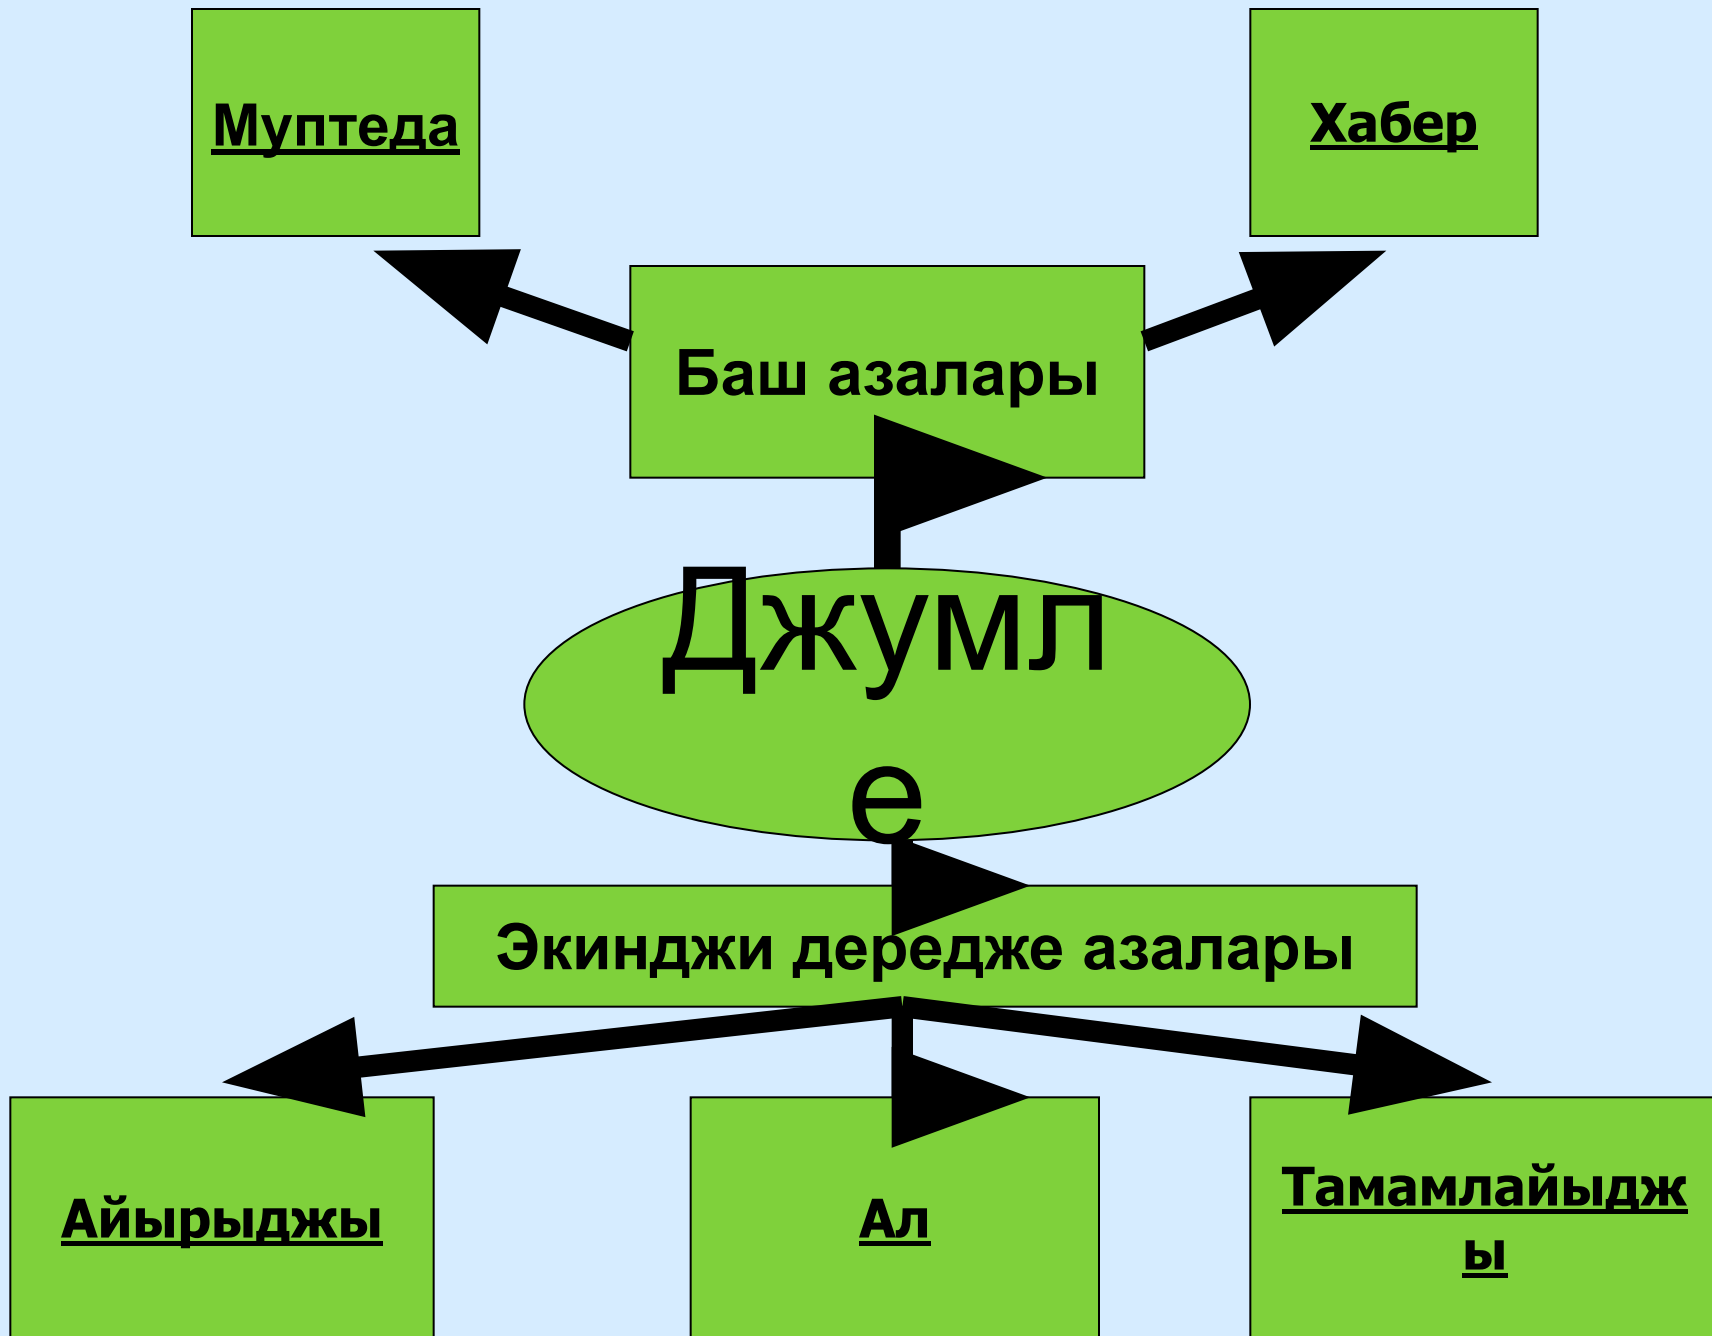 Муптеда
Хабер
Баш азалары
Джумл
е
Экинджи дередже азалары
Айырыджы
Ал
Тамамлайыдж
ы